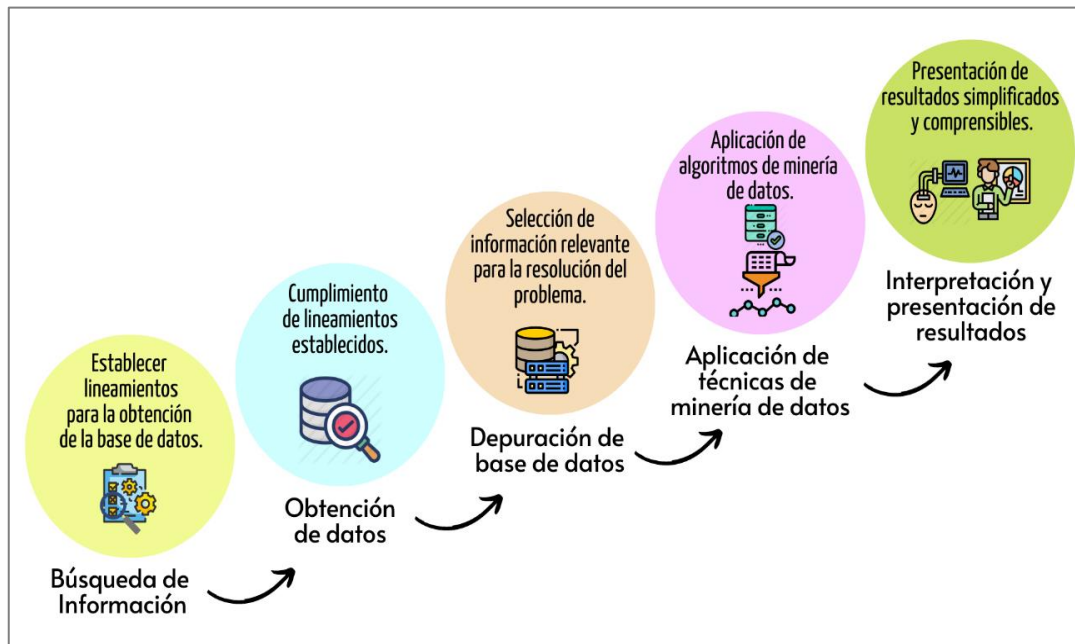 Establecer
lineamientos
para la obtención
de la base de datos.
Búsqueda de
Información
Cumplimiento
de lineamientos
establecidos.
Obtención
de datos
Selección de
información relevante
para la resolución del
problema.
Depuración de
base de datos
Aplicación de
algoritmos de minería
de datos.
Aplicación de
técnicas de
minería de datos
Presentación de
resultados simplificados
y comprensibles.
Interpretación y
presentación de
resultados